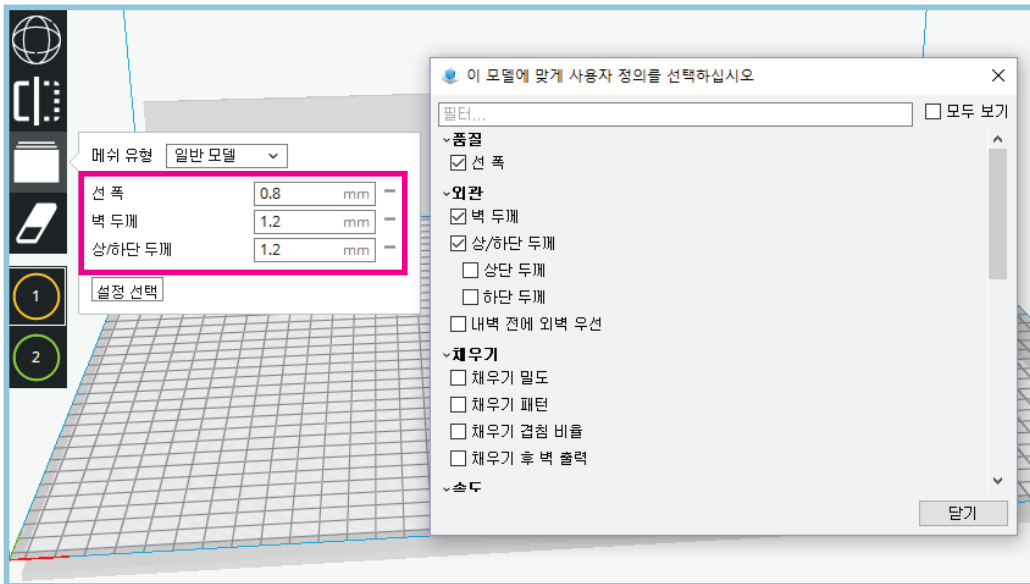 이 모델에 맞게 사용자 정의를 선택하십시오
필터...
모두 보기
품질
선 폭
외관
벽 두께
상/하단 두께
상단 두께
하단 두께
내벽 전에 외벽 우선
채우기
채우기 밀도
채우기 패턴
채우기 겹침 비율
채우기 후 벽 출력
속도
닫기
메쉬 유형 일반 모델
선 폭 0.8 mm
벽 두께 1.2 mm
상/하단 두께 1.2 mm
설정 선택
1
2